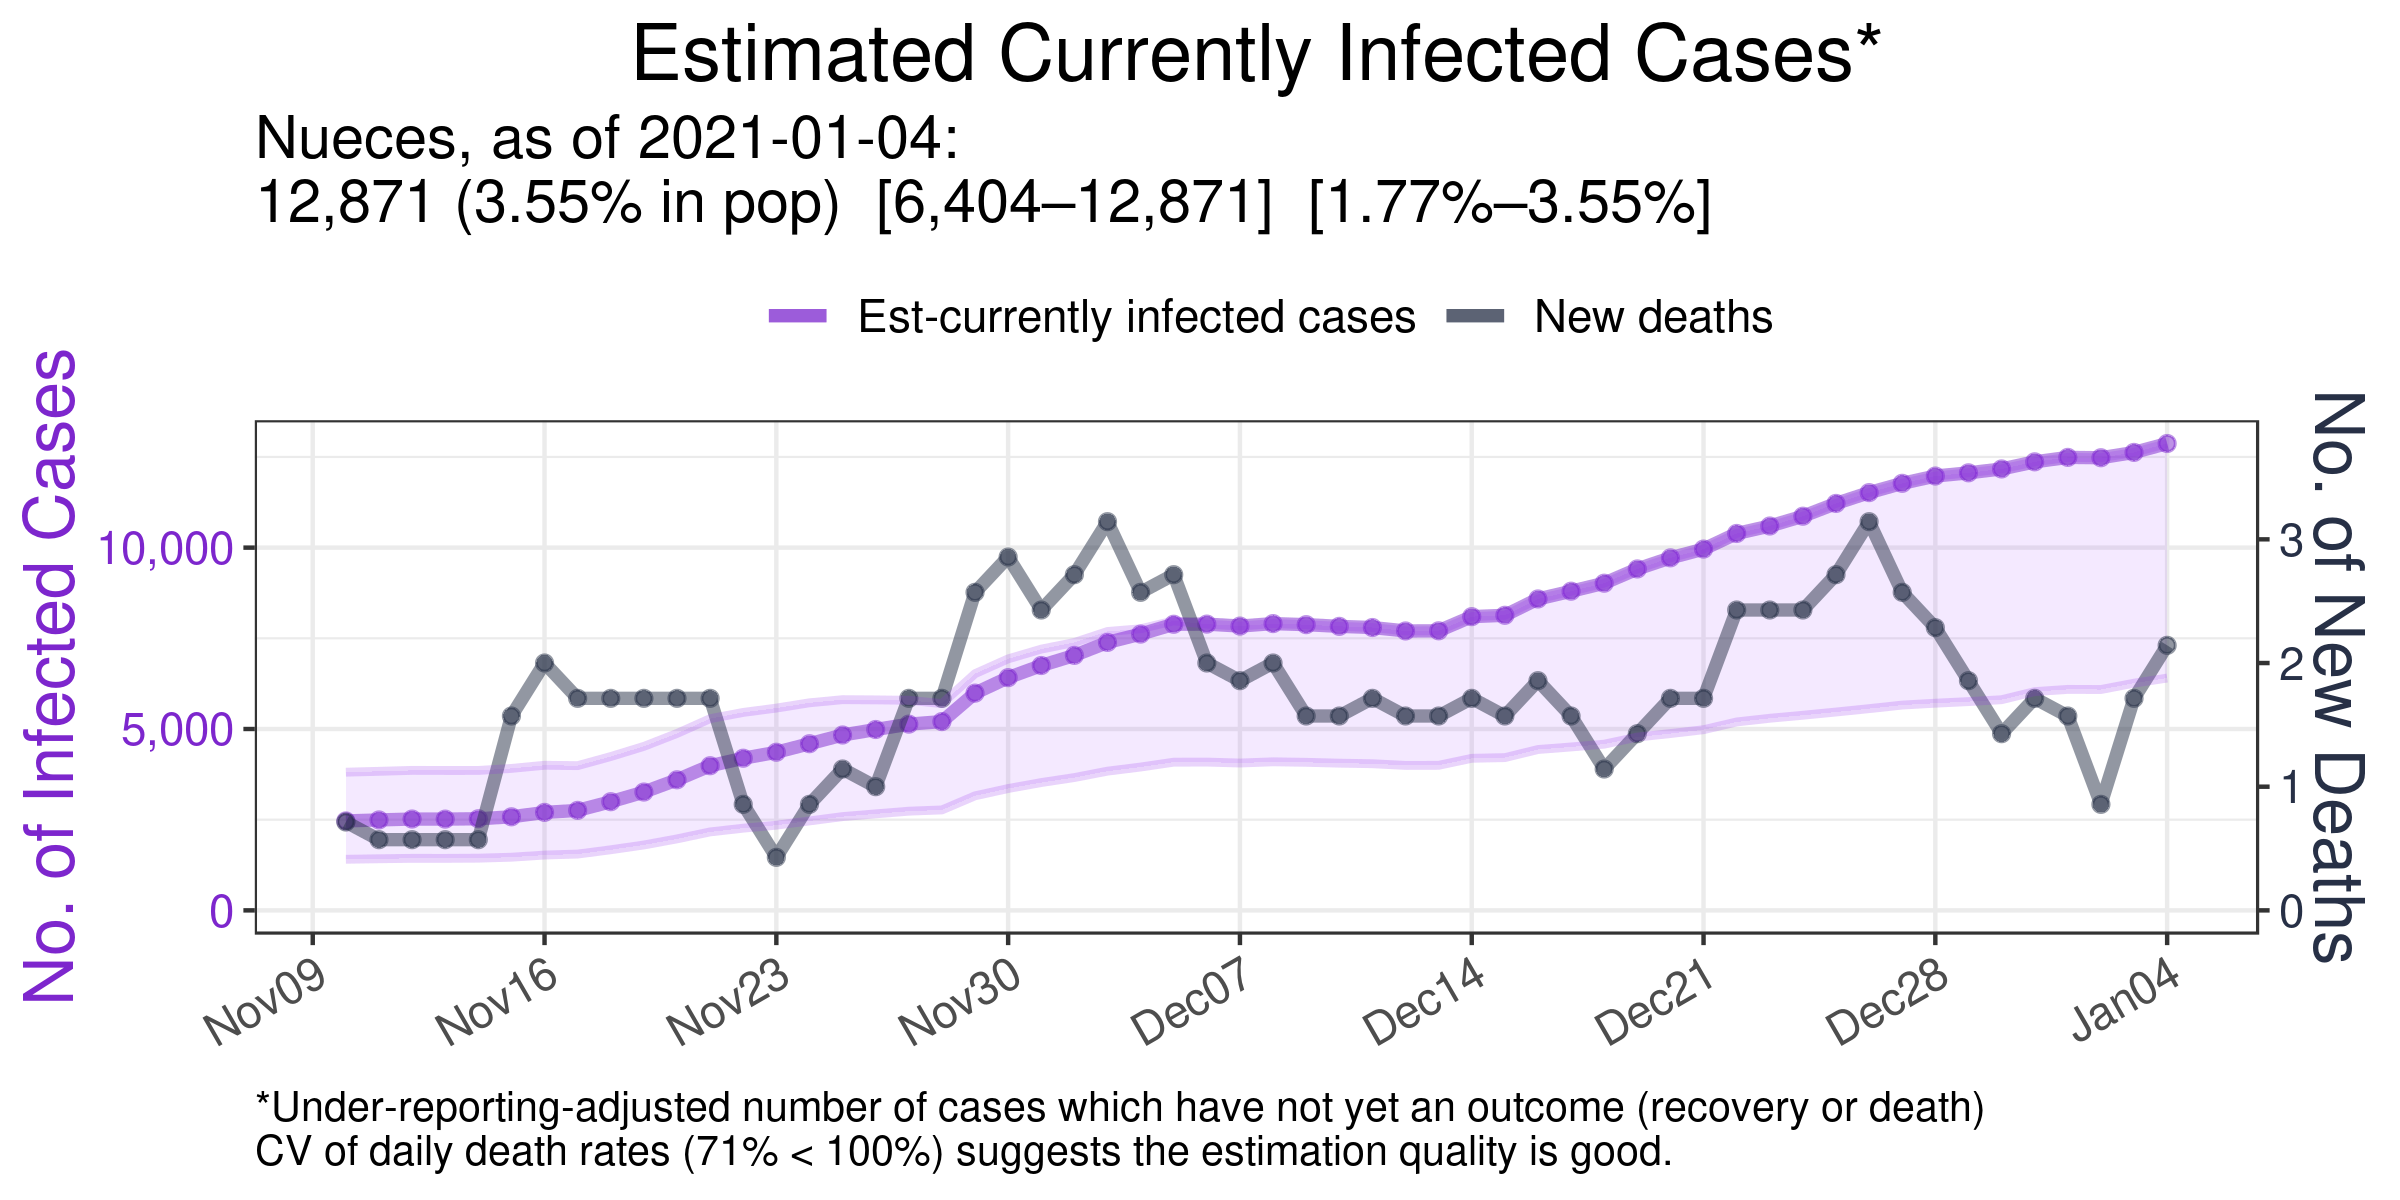 Estimated Currently Infected Cases*
Nueces, as of 2021-01-04:
12,871 (3.55% in pop)  [6,404–12,871]  [1.77%–3.55%]
Est-currently infected cases
New deaths
No. of Infected Cases
10,000
5,000
0
No. of New Deaths
3
2
1
0
Nov09
Nov16
Nov23
Nov30
Dec07
Dec14
Dec21
Dec28
Jan04
*Under-reporting-adjusted number of cases which have not yet an outcome (recovery or death)
CV of daily death rates (71% < 100%) suggests the estimation quality is good.